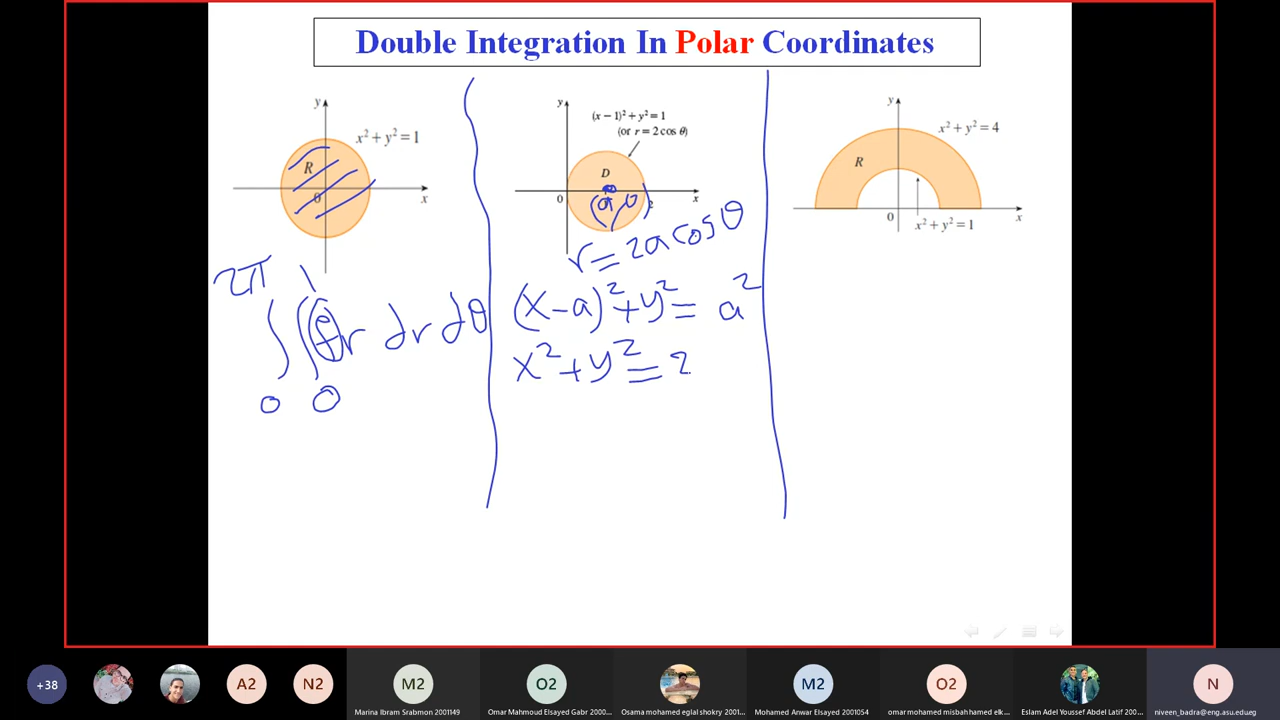 Double Integration In Polar Coordinates
y
x² + y² = 1
R
0
x
2π
1
∫ ∫ r dr dθ
0 0
y
(x − 1)² + y² = 1
(or r = 2 cos θ)
D
0
2
x
(a, 0)
r = 2a cos θ
(x − a)² + y² = a²
x² + y² = 2
y
x² + y² = 4
R
0
x² + y² = 1
x
+38
A2
N2
M2
Marina Ibram Srabmon 2001149
O2
Omar Mahmoud Elsayed Gabr 2000...
Osama mohamed eglal shokry 2001...
M2
Mohamed Anwar Elsayed 2001054
O2
omar mohamed misbah hamed elk...
Eslam Adel Youssef Abdel Latif 200...
N
niveen_badra@eng.asu.edu.eg